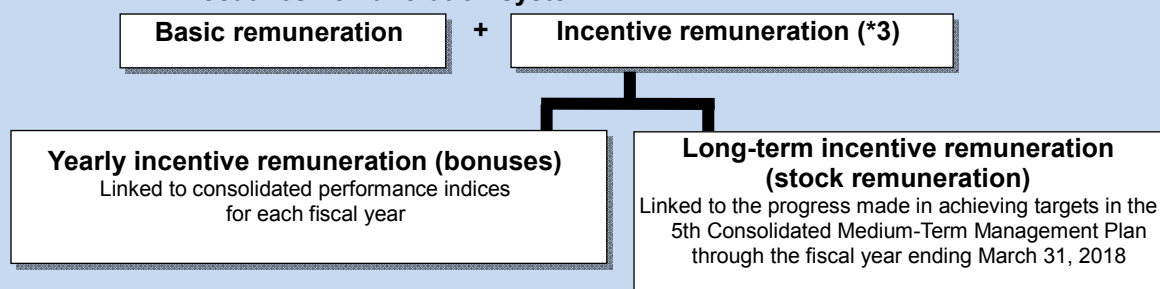 Basic remuneration + Incentive remuneration (*3)
Yearly incentive remuneration (bonuses)
Linked to consolidated performance indices
for each fiscal year
Long-term incentive remuneration
(stock remuneration)
Linked to the progress made in achieving targets in the
5th Consolidated Medium-Term Management Plan
through the fiscal year ending March 31, 2018